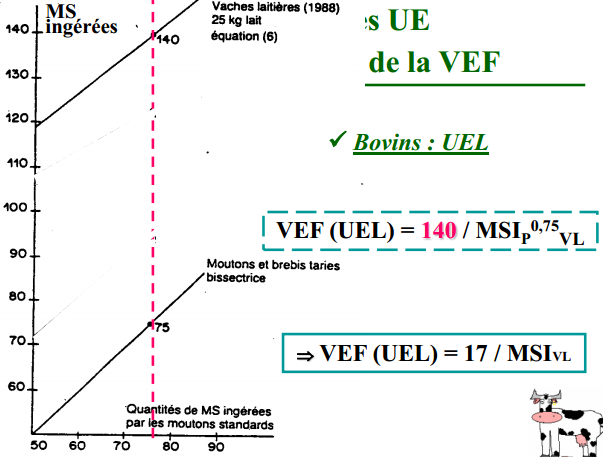 MS
ingérées
Vaches laitières (1988)
25 kg lait
équation (6)
s UE
de la VEF
140
140
130
120
110
100
90
80
70
60
✓ Bovins : UEL
VEF (UEL) = 140 / MSIP0,75VL
Moutons et brebis taries
bissectrice
75
⇒ VEF (UEL) = 17 / MSIVL
Quantités de MS ingérées
par les moutons standards
50 60 70 80 90